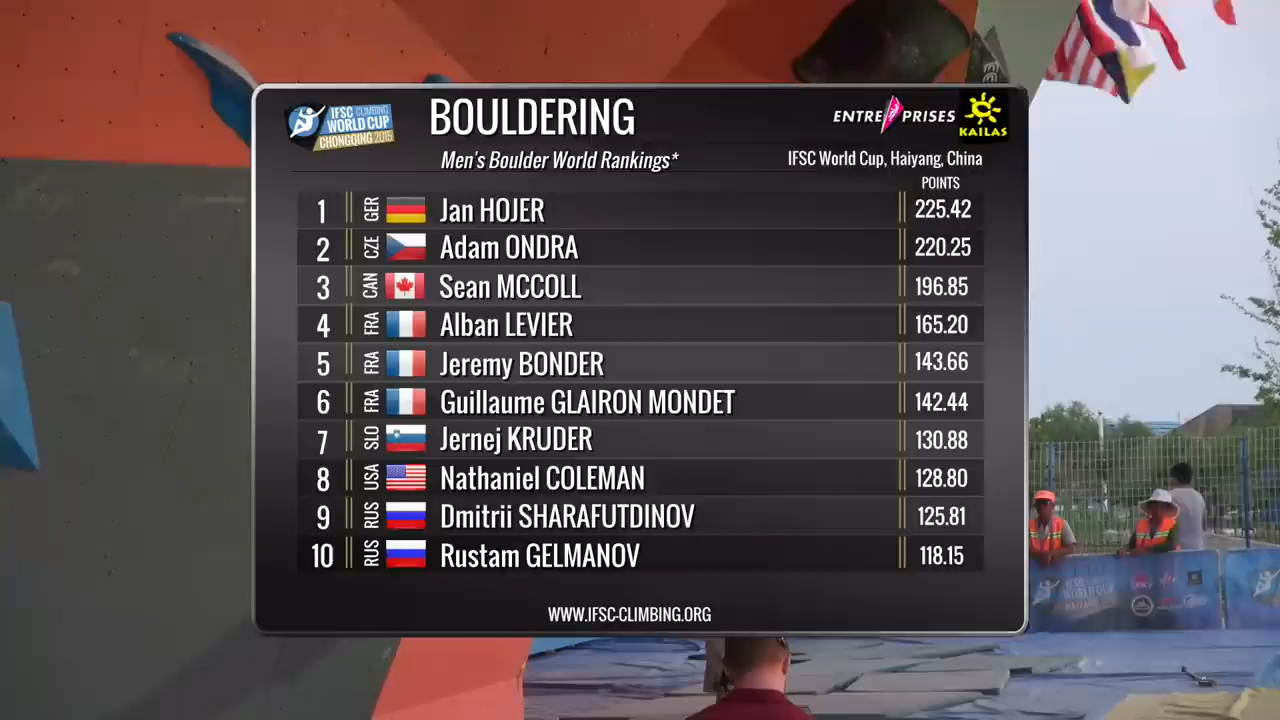 IFSC CLIMBING
WORLD CUP
CHONGQING 2015
BOULDERING
ENTRE PRISES
KAILAS
Men's Boulder World Rankings*
IFSC World Cup, Haiyang, China
POINTS
1 GER Jan HOJER 225.42
2 CZE Adam ONDRA 220.25
3 CAN Sean MCCOLL 196.85
4 FRA Alban LEVIER 165.20
5 FRA Jeremy BONDER 143.66
6 FRA Guillaume GLAIRON MONDET 142.44
7 SLO Jernej KRUDER 130.88
8 USA Nathaniel COLEMAN 128.80
9 RUS Dmitrii SHARAFUTDINOV 125.81
10 RUS Rustam GELMANOV 118.15
WWW.IFSC-CLIMBING.ORG
IFSC
WORLD CUP